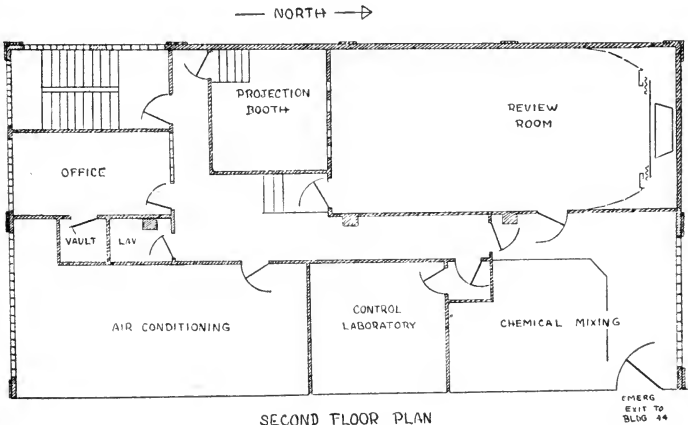 NORTH
PROJECTION
BOOTH
REVIEW
ROOM
OFFICE
VAULT
LAV
AIR CONDITIONING
CONTROL
LABORATORY
CHEMICAL MIXING
EMERG
EXIT TO
BLDG 44
SECOND FLOOR PLAN